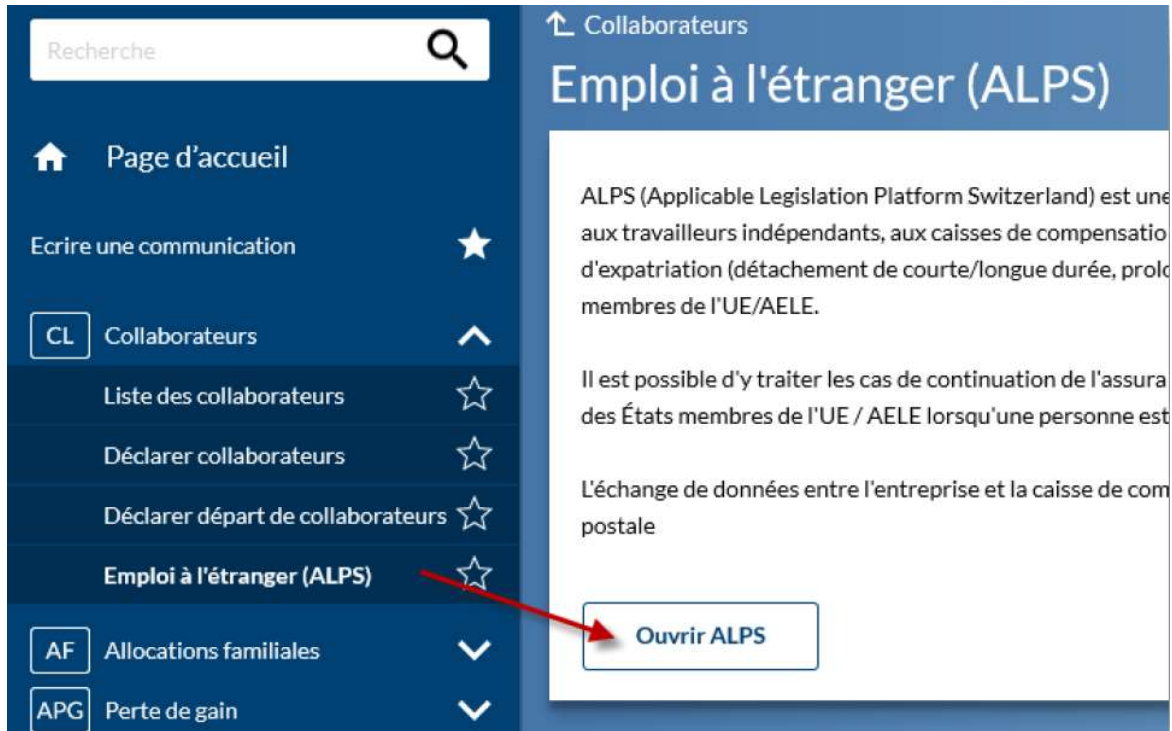 Recherche
Page d'accueil
Ecrire une communication
CL Collaborateurs
Liste des collaborateurs
Déclarer collaborateurs
Déclarer départ de collaborateurs
Emploi à l'étranger (ALPS)
AF Allocations familiales
APG Perte de gain
Collaborateurs
Emploi à l'étranger (ALPS)
ALPS (Applicable Legislation Platform Switzerland) est une
aux travailleurs indépendants, aux caisses de compensatio
d'expatriation (détachement de courte/longue durée, prolo
membres de l'UE/AELE.
Il est possible d'y traiter les cas de continuation de l'assura
des États membres de l'UE / AELE lorsqu'une personne est
L'échange de données entre l'entreprise et la caisse de com
postale
Ouvrir ALPS